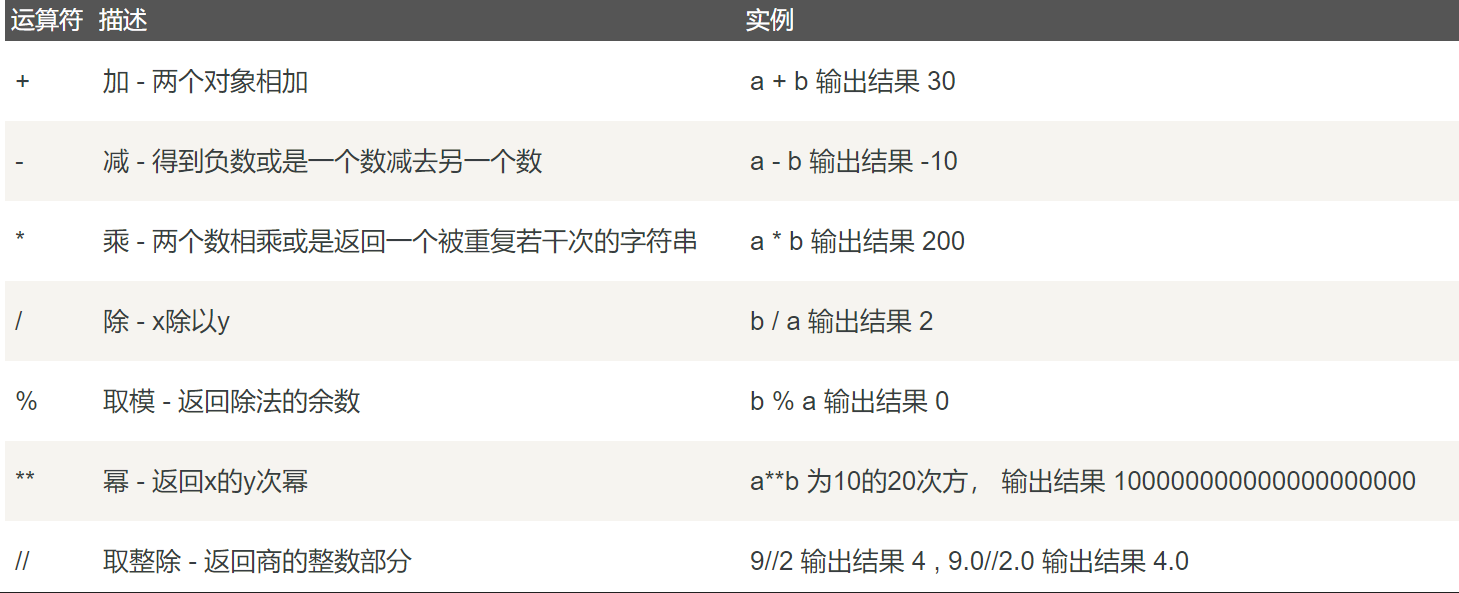 运算符 描述 实例
+ 加 - 两个对象相加 a + b 输出结果 30
- 减 - 得到负数或是一个数减去另一个数 a - b 输出结果 -10
* 乘 - 两个数相乘或是返回一个被重复若干次的字符串 a * b 输出结果 200
/ 除 - x除以y b / a 输出结果 2
% 取模 - 返回除法的余数 b % a 输出结果 0
** 幂 - 返回x的y次幂 a**b 为10的20次方， 输出结果 100000000000000000000
// 取整除 - 返回商的整数部分 9//2 输出结果 4 , 9.0//2.0 输出结果 4.0